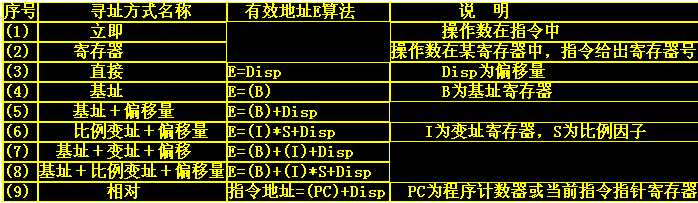 序号 寻址方式名称 有效地址E算法 说 明
(1) 立即 操作数在指令中
(2) 寄存器 操作数在某寄存器中，指令给出寄存器号
(3) 直接 E=Disp Disp为偏移量
(4) 基址 E=(B) B为基址寄存器
(5) 基址＋偏移量 E=(B)+Disp
(6) 比例变址＋偏移量 E=(I)*S+Disp I为变址寄存器，S为比例因子
(7) 基址＋变址＋偏移 E=(B)+(I)+Disp
(8) 基址＋比例变址＋偏移量 E=(B)+(I)*S+Disp
(9) 相对 指令地址=(PC)+Disp PC为程序计数器或当前指令指针寄存器